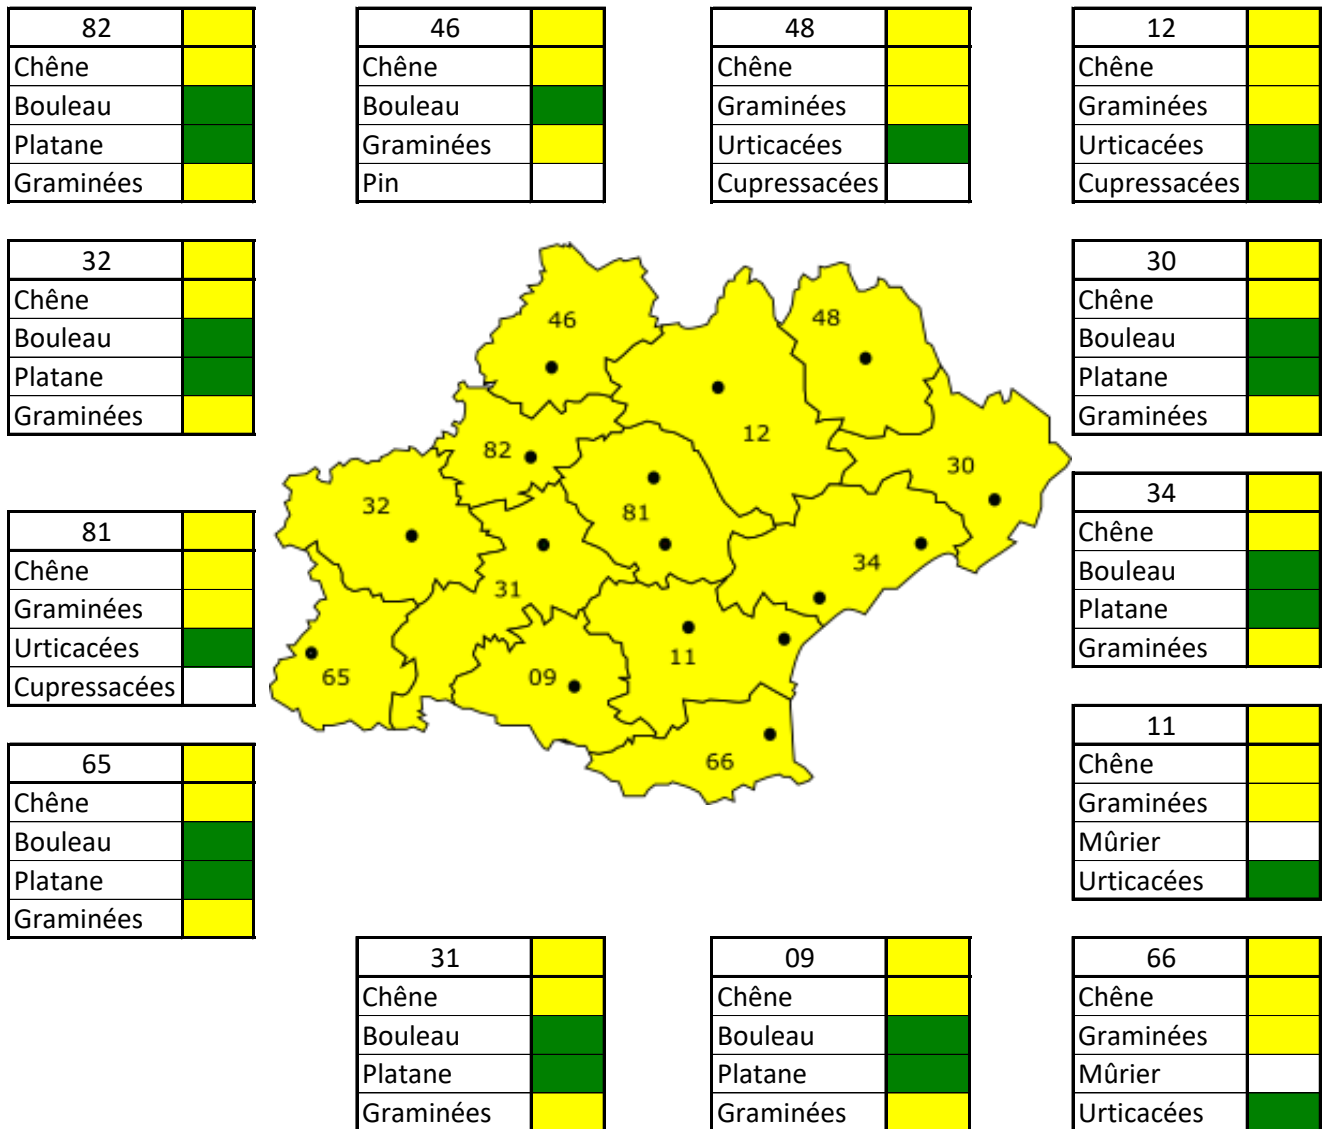 82
Chêne
Bouleau
Platane
Graminées
46
Chêne
Bouleau
Graminées
Pin
48
Chêne
Graminées
Urticacées
Cupressacées
12
Chêne
Graminées
Urticacées
Cupressacées
32
Chêne
Bouleau
Platane
Graminées
46
48
12
82
30
32
81
34
31
11
65
09
66
30
Chêne
Bouleau
Platane
Graminées
81
Chêne
Graminées
Urticacées
Cupressacées
34
Chêne
Bouleau
Platane
Graminées
65
Chêne
Bouleau
Platane
Graminées
11
Chêne
Graminées
Mûrier
Urticacées
31
Chêne
Bouleau
Platane
Graminées
09
Chêne
Bouleau
Platane
Graminées
66
Chêne
Graminées
Mûrier
Urticacées